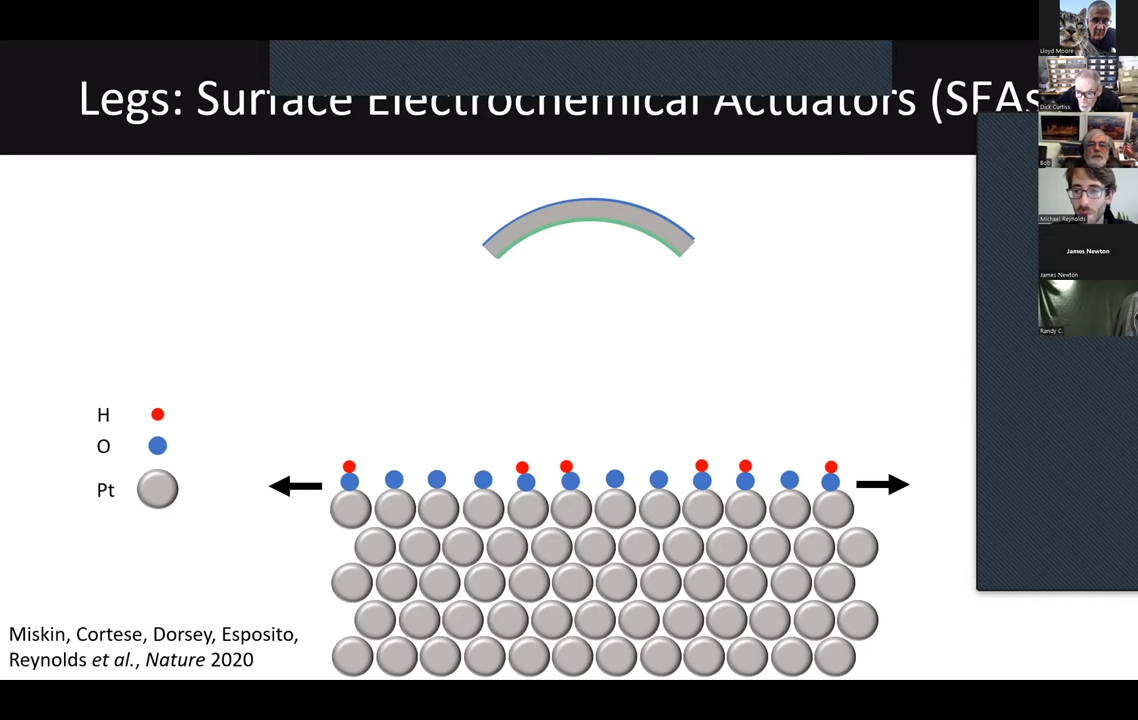 Legs: Surface Electrochemical Actuators (SEAs
H
O
Pt
Miskin, Cortese, Dorsey, Esposito,
Reynolds et al., Nature 2020
Lloyd Moore
Dick Curtiss
Bob
Michael Reynolds
James Newton
James Newton
Randy C.